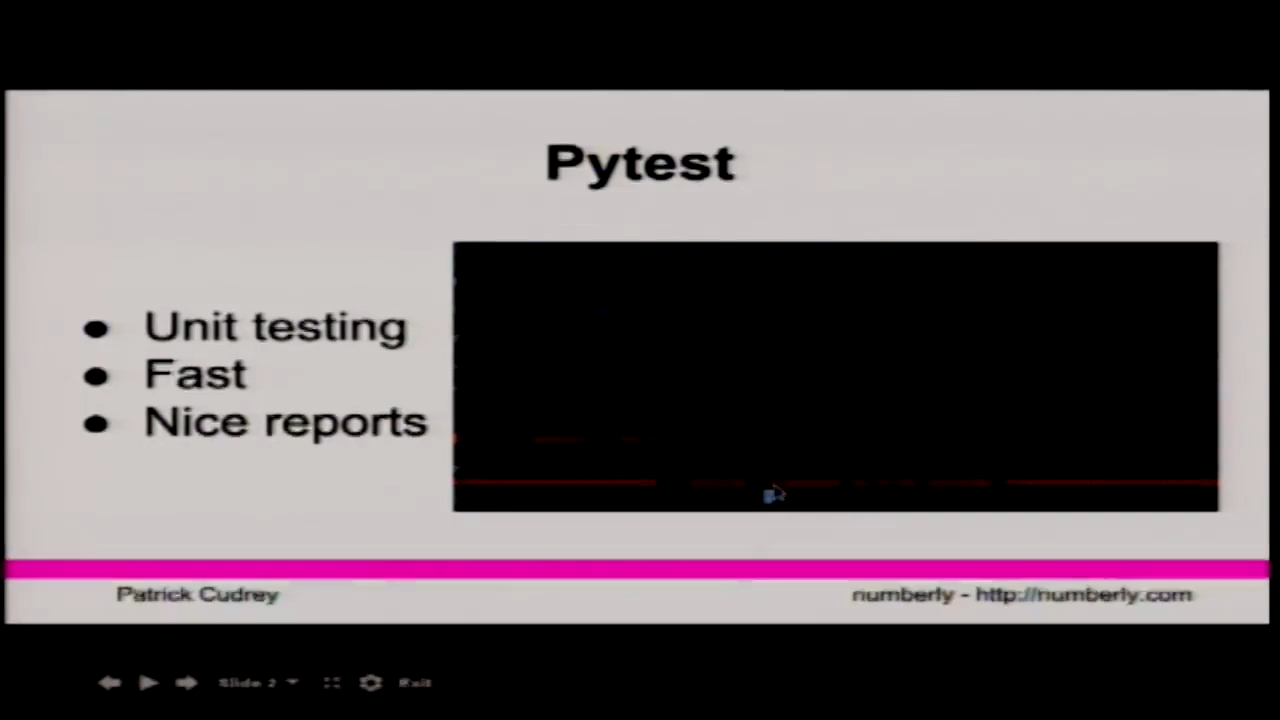 Pytest
● Unit testing
● Fast
● Nice reports
Patrick Cudrey
numberly - http://numberly.com
Slide 2
Exit